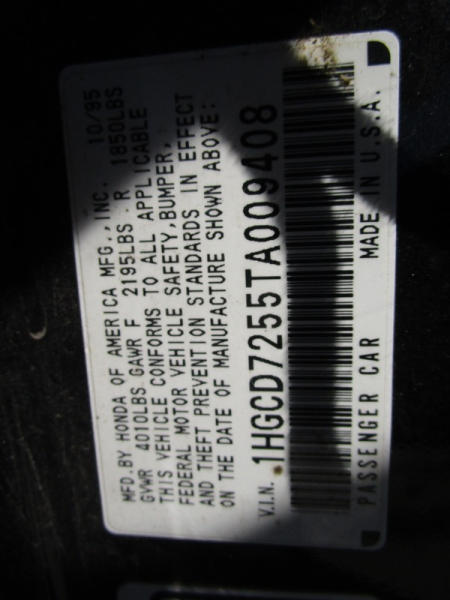 MFD.BY HONDA OF AMERICA MFG.,INC. 10/95
GVWR 4010LBS GAWR F 2195LBS R 1850LBS
THIS VEHICLE CONFORMS TO ALL APPLICABLE
FEDERAL MOTOR VEHICLE SAFETY,BUMPER,
AND THEFT PREVENTION STANDARDS IN EFFECT
ON THE DATE OF MANUFACTURE SHOWN ABOVE:
V.I.N. 1HGCD7255TA009408
PASSENGER CAR MADE IN U.S.A.